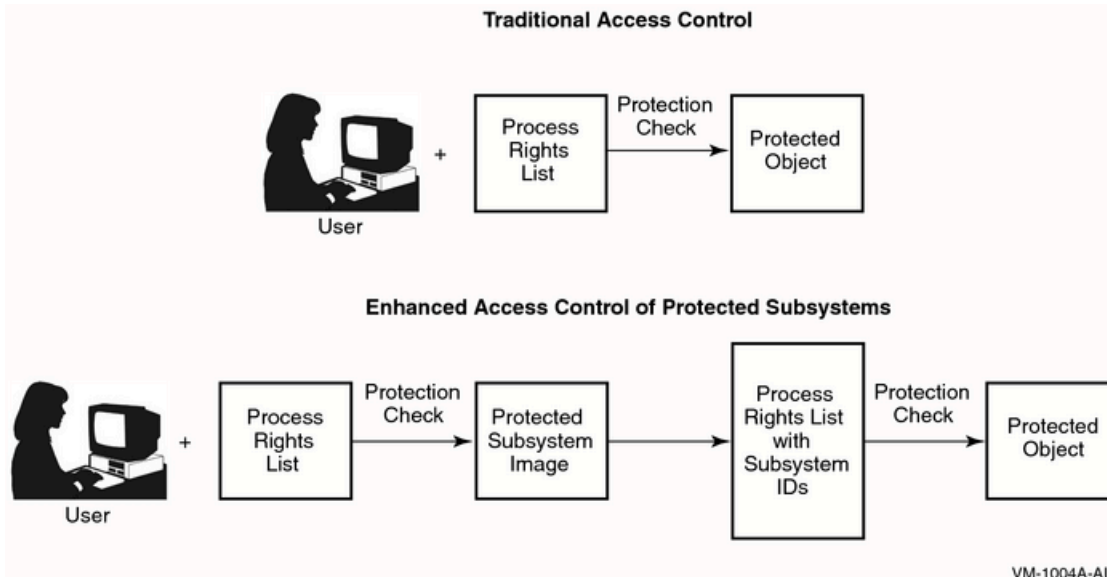 Traditional Access Control
Process
Rights
List
Protection
Check
Protected
Object
+
User
Enhanced Access Control of Protected Subsystems
Process
Rights
List
Protection
Check
Protected
Subsystem
Image
Process
Rights List
with
Subsystem
IDs
Protection
Check
Protected
Object
+
User
VM-1004A-AI